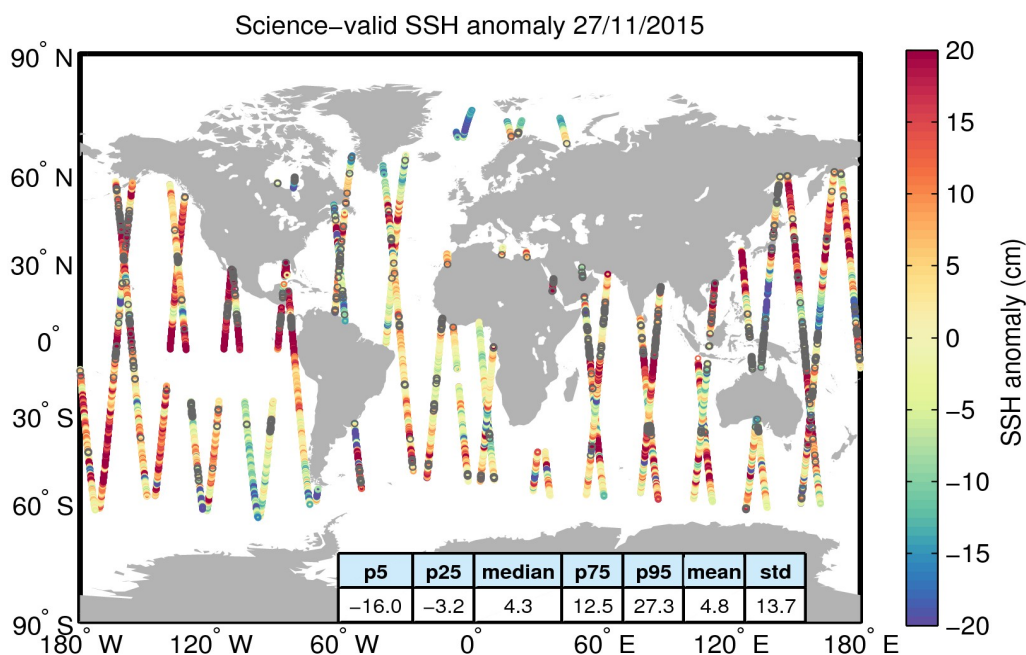 Science−valid SSH anomaly 27/11/2015
90° N
60° N
30° N
0°
30° S
60° S
90° S
180° W
120° W
60° W
0°
60° E
120° E
180° E
p5 p25 median p75 p95 mean std
−16.0 −3.2 4.3 12.5 27.3 4.8 13.7
20
15
10
5
0
−5
−10
−15
−20
SSH anomaly (cm)